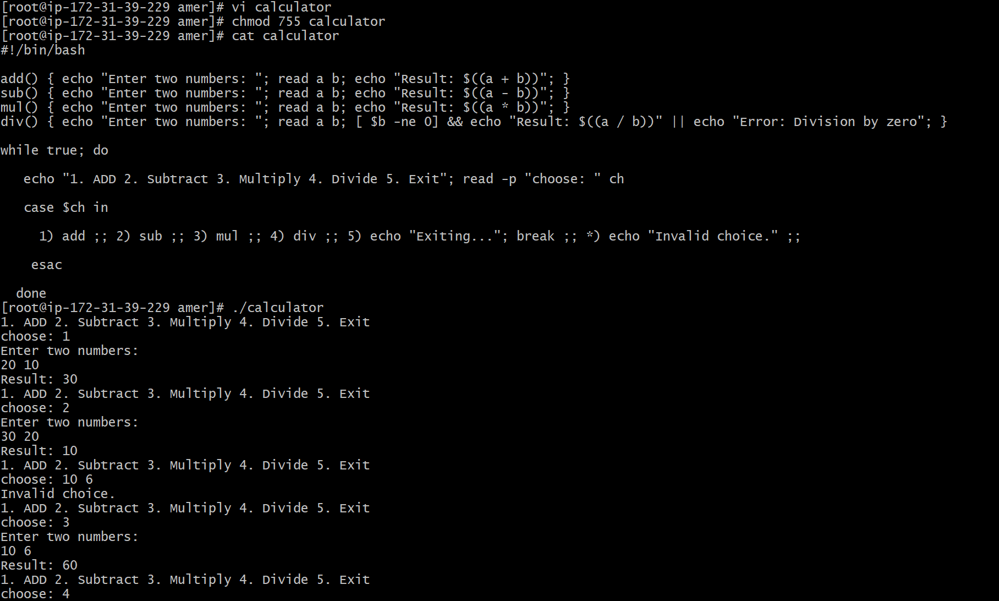 [root@ip-172-31-39-229 amer]# vi calculator
[root@ip-172-31-39-229 amer]# chmod 755 calculator
[root@ip-172-31-39-229 amer]# cat calculator
#!/bin/bash
add() { echo "Enter two numbers: "; read a b; echo "Result: $((a + b))"; }
sub() { echo "Enter two numbers: "; read a b; echo "Result: $((a - b))"; }
mul() { echo "Enter two numbers: "; read a b; echo "Result: $((a * b))"; }
div() { echo "Enter two numbers: "; read a b; [ $b -ne 0] && echo "Result: $((a / b))" || echo "Error: Division by zero"; }
while true; do
   echo "1. ADD 2. Subtract 3. Multiply 4. Divide 5. Exit"; read -p "choose: " ch
   case $ch in
     1) add ;; 2) sub ;; 3) mul ;; 4) div ;; 5) echo "Exiting..."; break ;; *) echo "Invalid choice." ;;
    esac
  done
[root@ip-172-31-39-229 amer]# ./calculator
1. ADD 2. Subtract 3. Multiply 4. Divide 5. Exit
choose: 1
Enter two numbers:
20 10
Result: 30
1. ADD 2. Subtract 3. Multiply 4. Divide 5. Exit
choose: 2
Enter two numbers:
30 20
Result: 10
1. ADD 2. Subtract 3. Multiply 4. Divide 5. Exit
choose: 10 6
Invalid choice.
1. ADD 2. Subtract 3. Multiply 4. Divide 5. Exit
choose: 3
Enter two numbers:
10 6
Result: 60
1. ADD 2. Subtract 3. Multiply 4. Divide 5. Exit
choose: 4